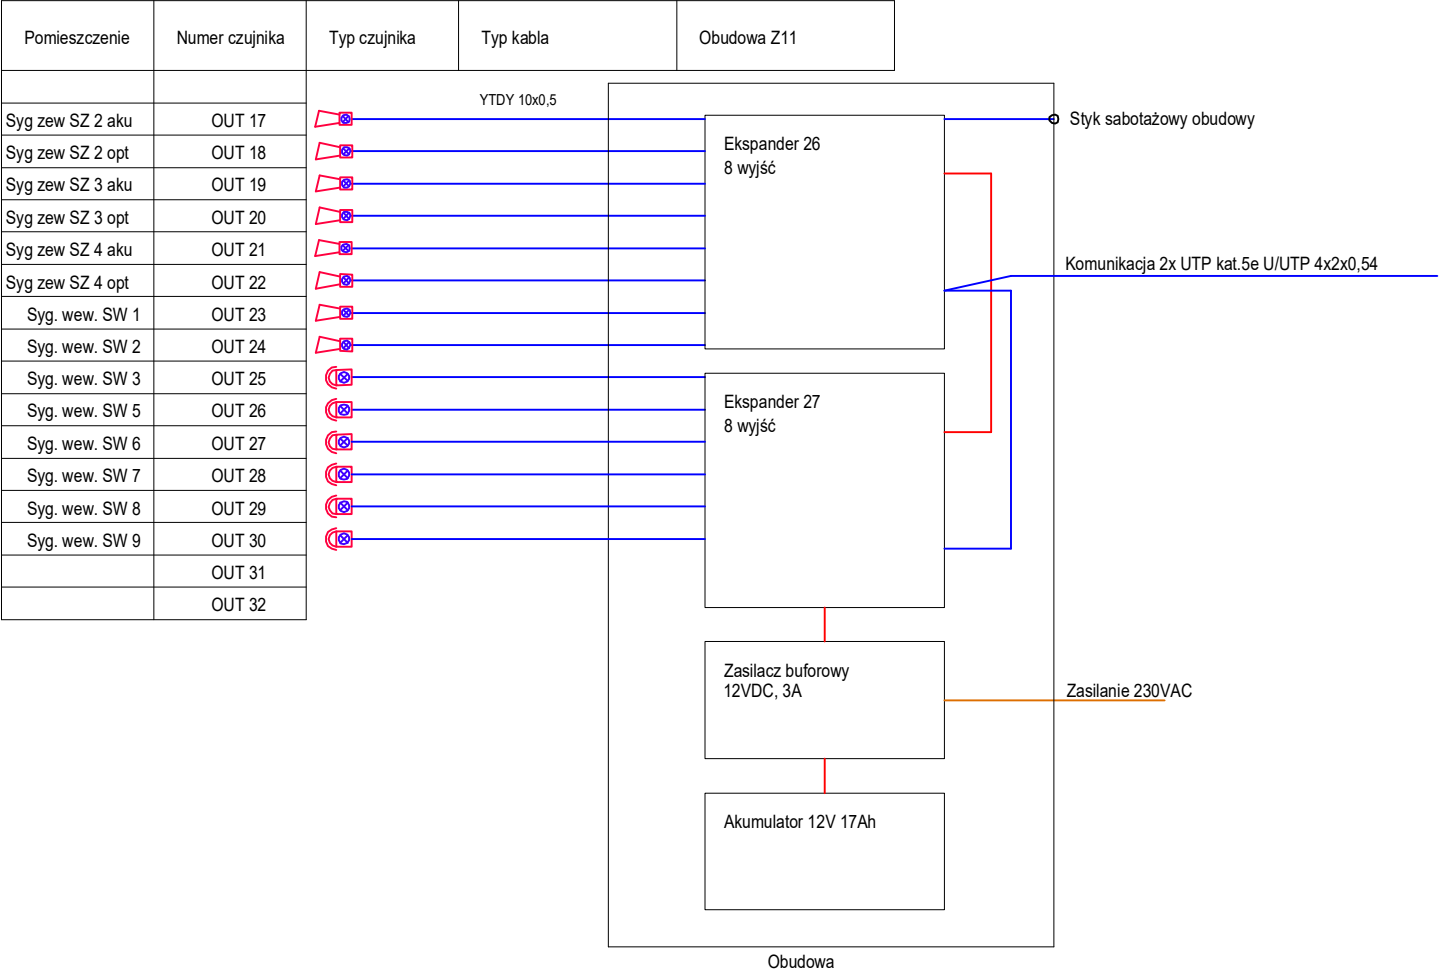 Pomieszczenie Numer czujnika Typ czujnika Typ kabla Obudowa Z11
YTDY 10x0,5
Syg zew SZ 2 aku OUT 17
Syg zew SZ 2 opt OUT 18
Syg zew SZ 3 aku OUT 19
Syg zew SZ 3 opt OUT 20
Syg zew SZ 4 aku OUT 21
Syg zew SZ 4 opt OUT 22
Syg. wew. SW 1 OUT 23
Syg. wew. SW 2 OUT 24
Syg. wew. SW 3 OUT 25
Syg. wew. SW 5 OUT 26
Syg. wew. SW 6 OUT 27
Syg. wew. SW 7 OUT 28
Syg. wew. SW 8 OUT 29
Syg. wew. SW 9 OUT 30
OUT 31
OUT 32
Ekspander 26
8 wyjść
Styk sabotażowy obudowy
Komunikacja 2x UTP kat.5e U/UTP 4x2x0,54
Ekspander 27
8 wyjść
Zasilacz buforowy
12VDC, 3A
Zasilanie 230VAC
Akumulator 12V 17Ah
Obudowa